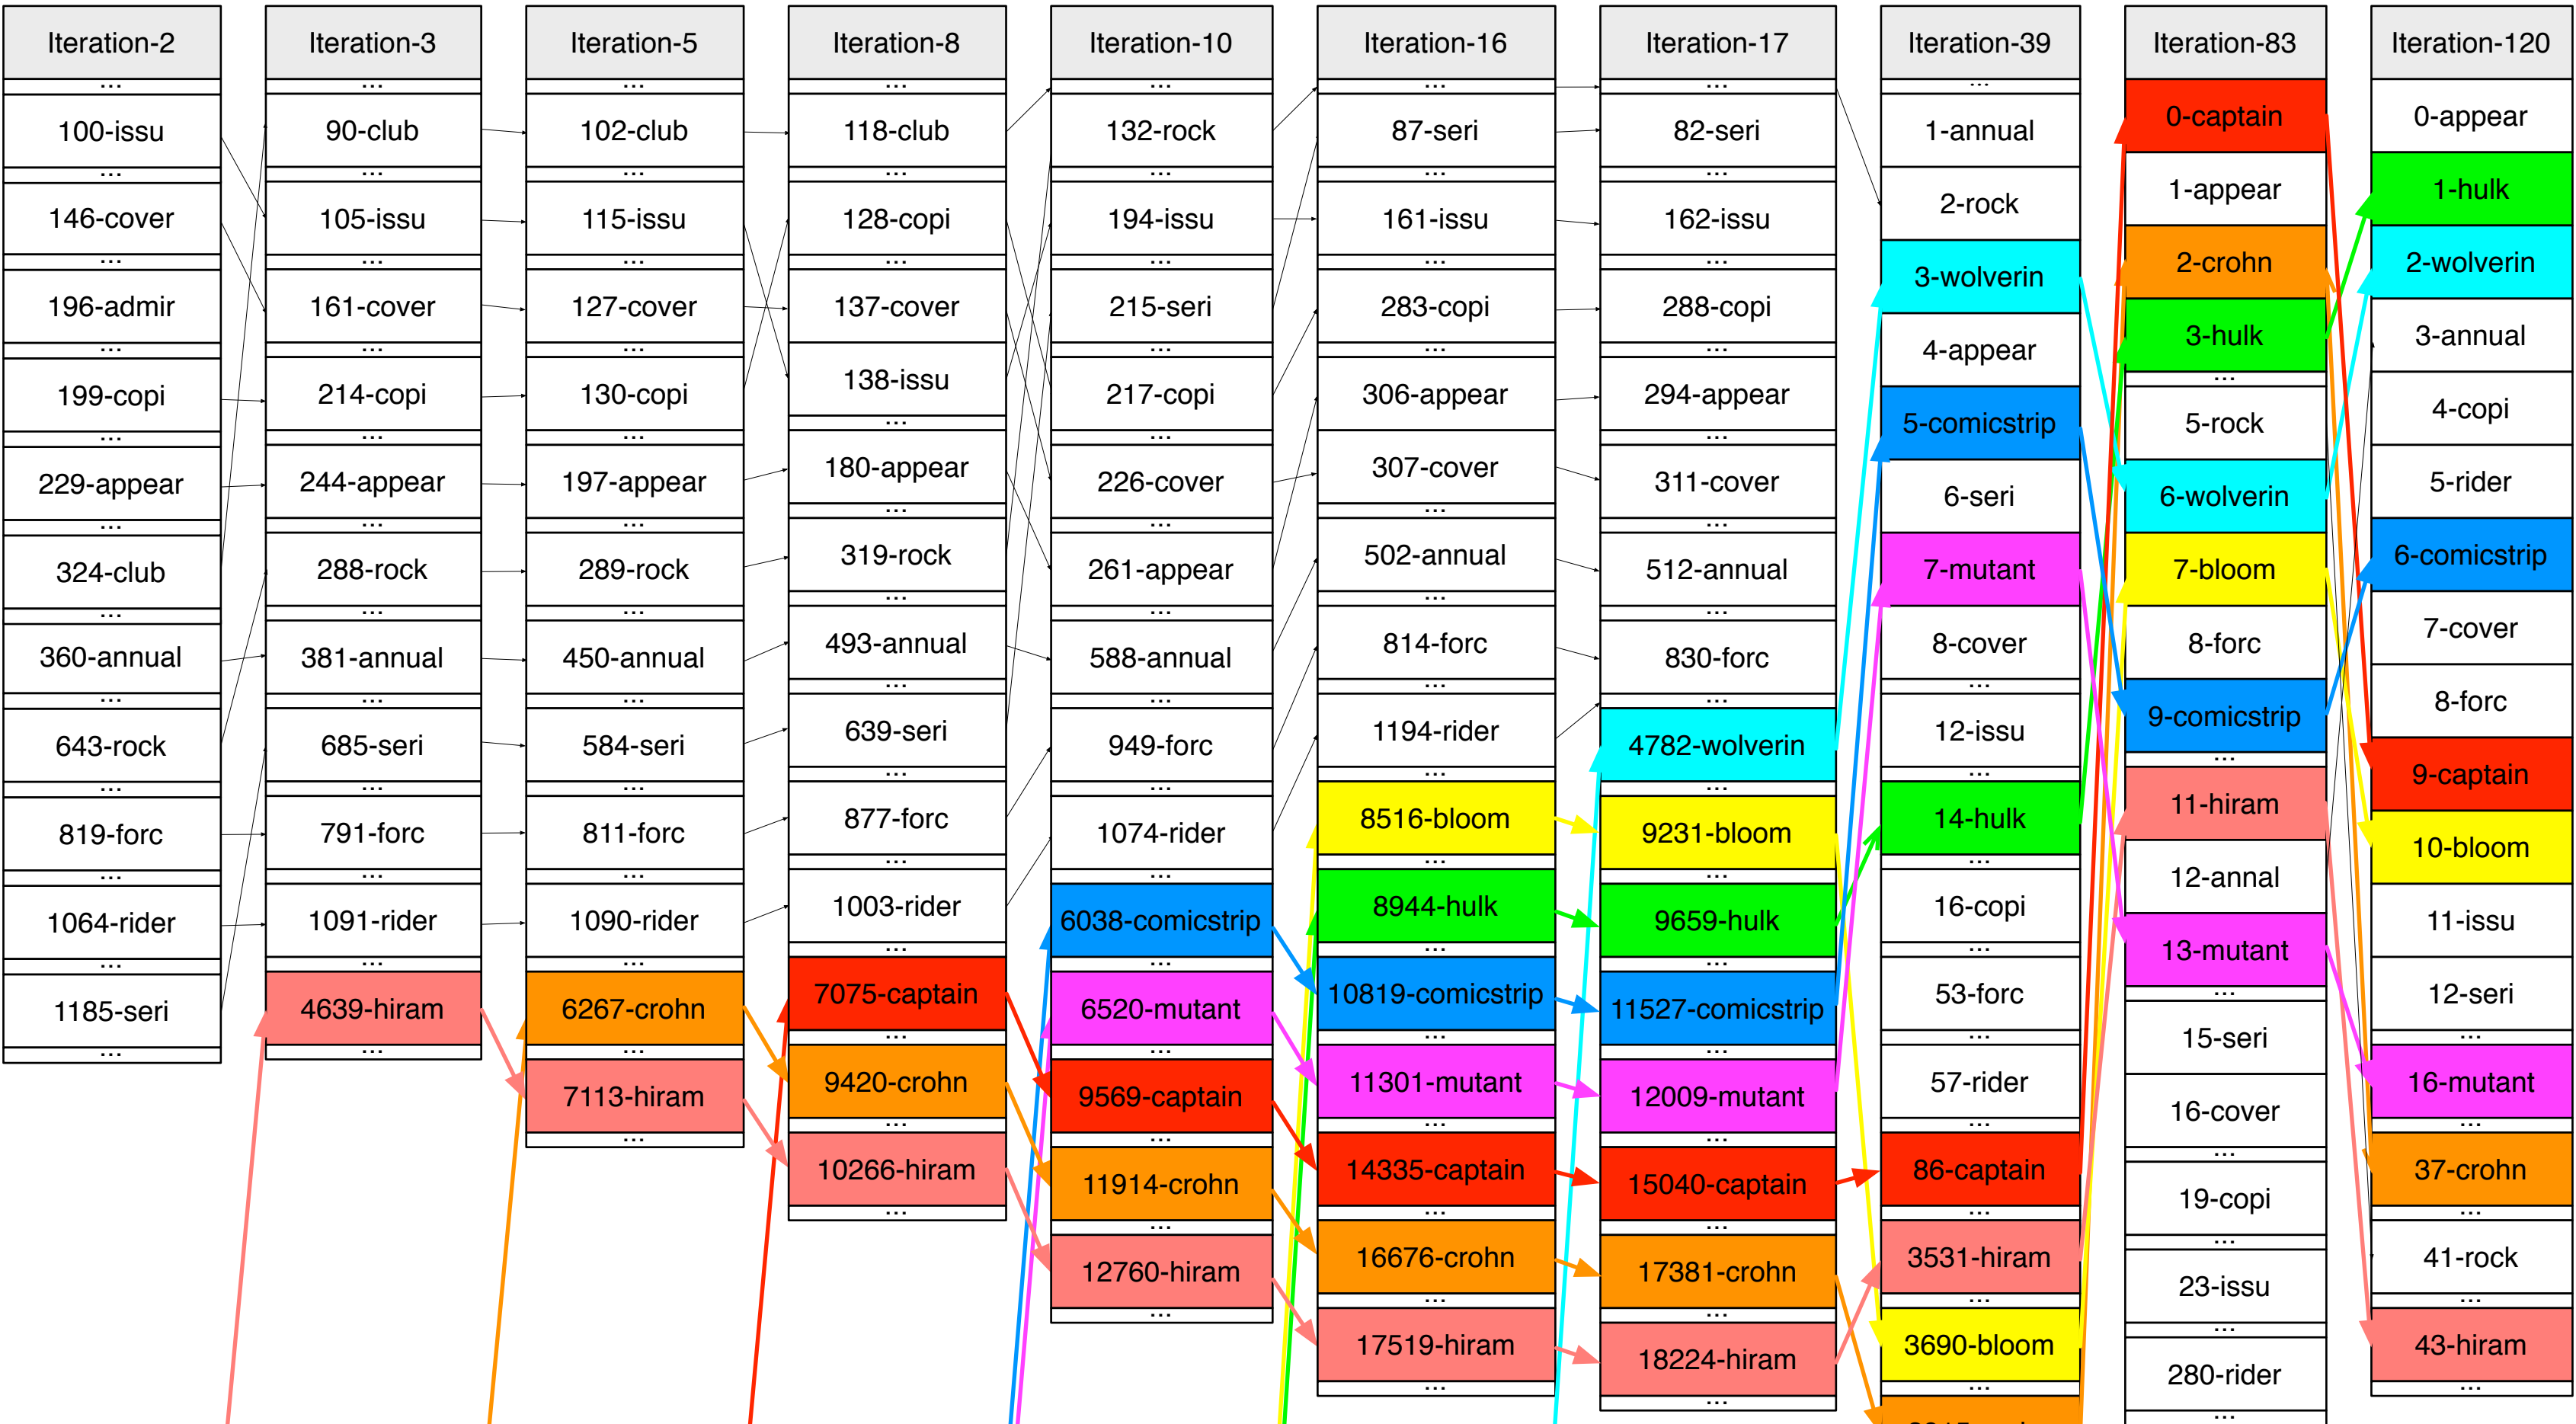 Iteration-2
...
100-issu
...
146-cover
...
196-admir
...
199-copi
...
229-appear
...
324-club
...
360-annual
...
643-rock
...
819-forc
...
1064-rider
...
1185-seri
...
Iteration-3
...
90-club
...
105-issu
...
161-cover
...
214-copi
...
244-appear
...
288-rock
...
381-annual
...
685-seri
...
791-forc
...
1091-rider
...
4639-hiram
...
Iteration-5
...
102-club
...
115-issu
...
127-cover
...
130-copi
...
197-appear
...
289-rock
...
450-annual
...
584-seri
...
811-forc
...
1090-rider
...
6267-crohn
...
7113-hiram
...
Iteration-8
...
118-club
...
128-copi
...
137-cover
138-issu
...
180-appear
...
319-rock
...
493-annual
...
639-seri
...
877-forc
...
1003-rider
...
7075-captain
...
9420-crohn
...
10266-hiram
...
Iteration-10
...
132-rock
...
194-issu
...
215-seri
...
217-copi
...
226-cover
...
261-appear
...
588-annual
...
949-forc
...
1074-rider
...
6038-comicstrip
...
6520-mutant
...
9569-captain
...
11914-crohn
...
12760-hiram
...
Iteration-16
...
87-seri
...
161-issu
...
283-copi
...
306-appear
...
307-cover
...
502-annual
...
814-forc
...
1194-rider
...
8516-bloom
...
8944-hulk
...
10819-comicstrip
...
11301-mutant
...
14335-captain
...
16676-crohn
...
17519-hiram
...
Iteration-17
...
82-seri
...
162-issu
...
288-copi
...
294-appear
...
311-cover
...
512-annual
...
830-forc
...
4782-wolverin
...
9231-bloom
...
9659-hulk
...
11527-comicstrip
...
12009-mutant
...
15040-captain
...
17381-crohn
...
18224-hiram
...
Iteration-39
...
1-annual
2-rock
3-wolverin
4-appear
5-comicstrip
6-seri
7-mutant
8-cover
...
12-issu
...
14-hulk
...
16-copi
...
53-forc
...
57-rider
...
86-captain
...
3531-hiram
...
3690-bloom
...
Iteration-83
0-captain
1-appear
2-crohn
3-hulk
...
5-rock
6-wolverin
7-bloom
8-forc
9-comicstrip
...
11-hiram
12-annal
13-mutant
...
15-seri
16-cover
...
19-copi
...
23-issu
...
280-rider
...
Iteration-120
0-appear
1-hulk
2-wolverin
3-annual
4-copi
5-rider
6-comicstrip
7-cover
8-forc
9-captain
10-bloom
11-issu
12-seri
...
16-mutant
...
37-crohn
...
41-rock
...
43-hiram
...